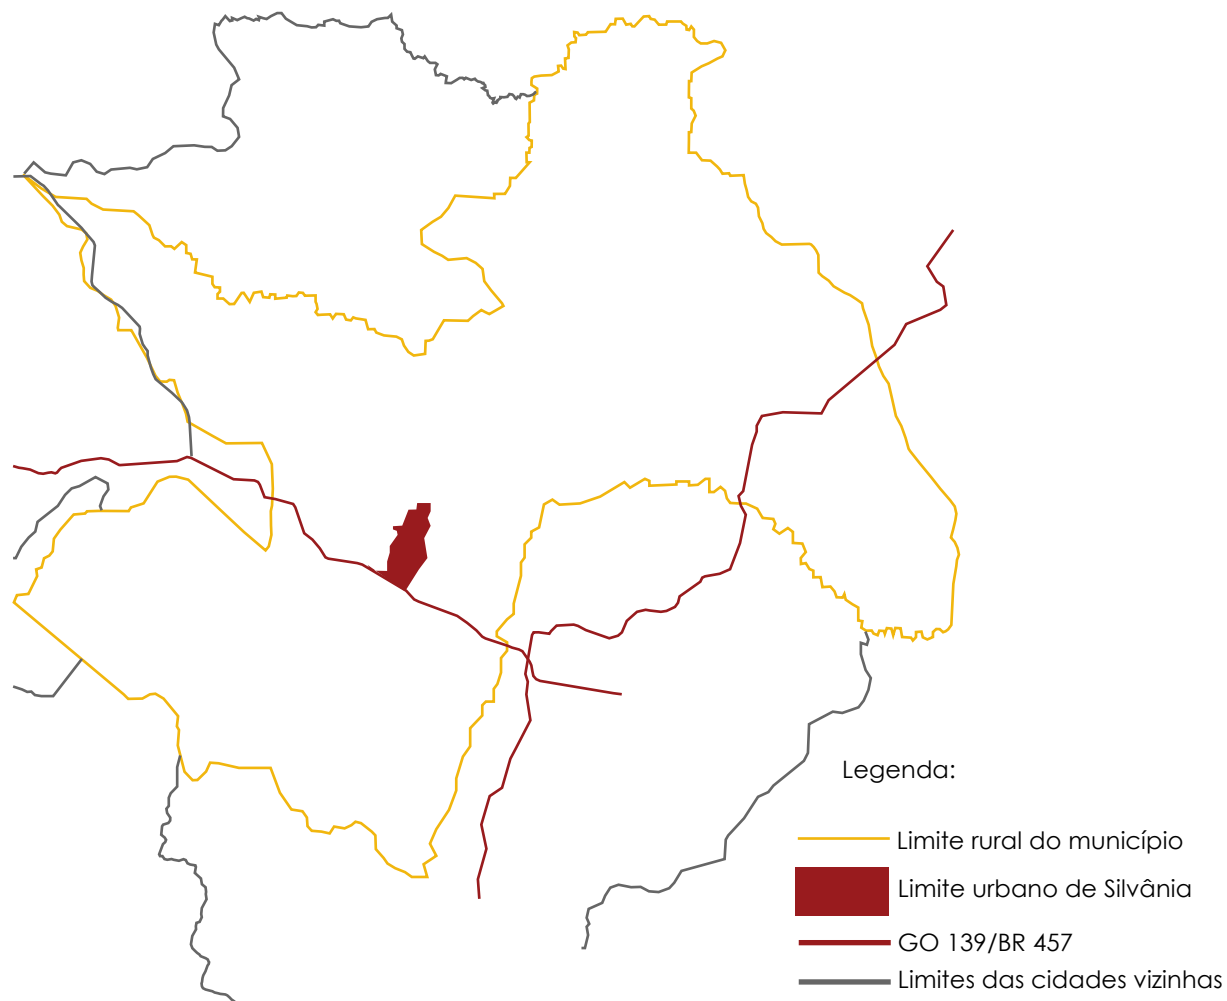 Legenda:
Limite rural do município
Limite urbano de Silvânia
GO 139/BR 457
Limites das cidades vizinhas